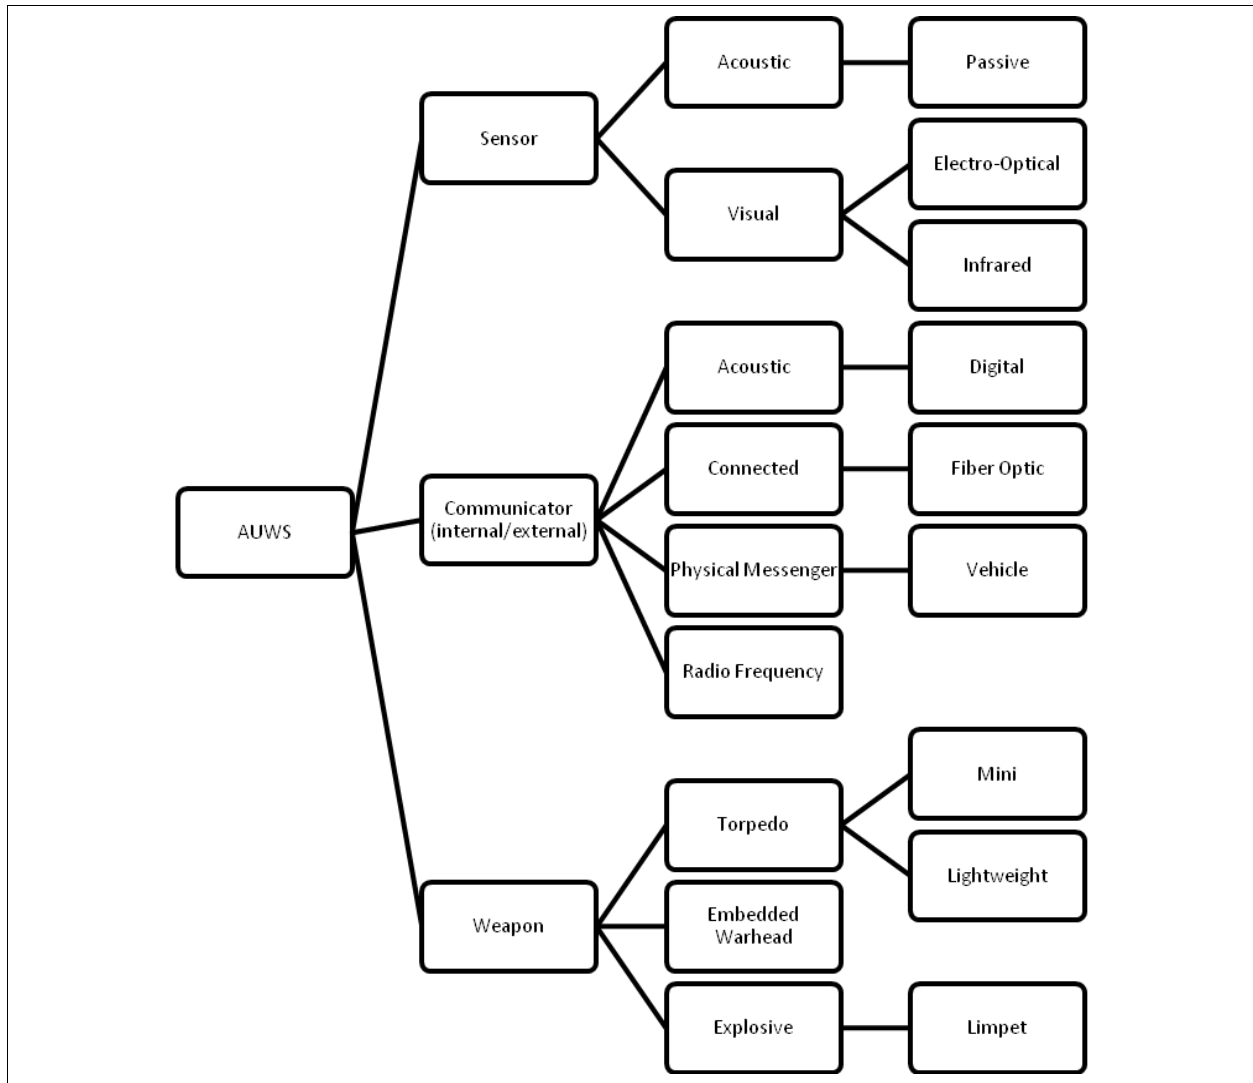 AUWS
Sensor
Acoustic
Passive
Visual
Electro-Optical
Infrared
Communicator
(internal/external)
Acoustic
Digital
Connected
Fiber Optic
Physical Messenger
Vehicle
Radio Frequency
Weapon
Torpedo
Mini
Lightweight
Embedded
Warhead
Explosive
Limpet